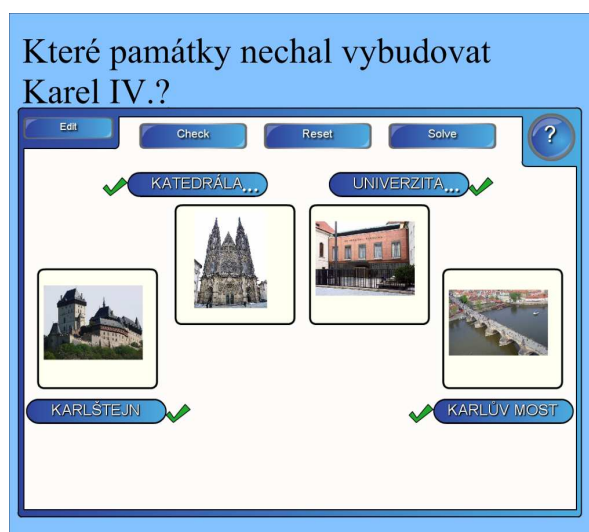 Které památky nechal vybudovat
Karel IV.?
Edit
Check
Reset
Solve
?
KATEDRÁLA...
UNIVERZITA...
KARLŠTEJN
KARLŮV MOST